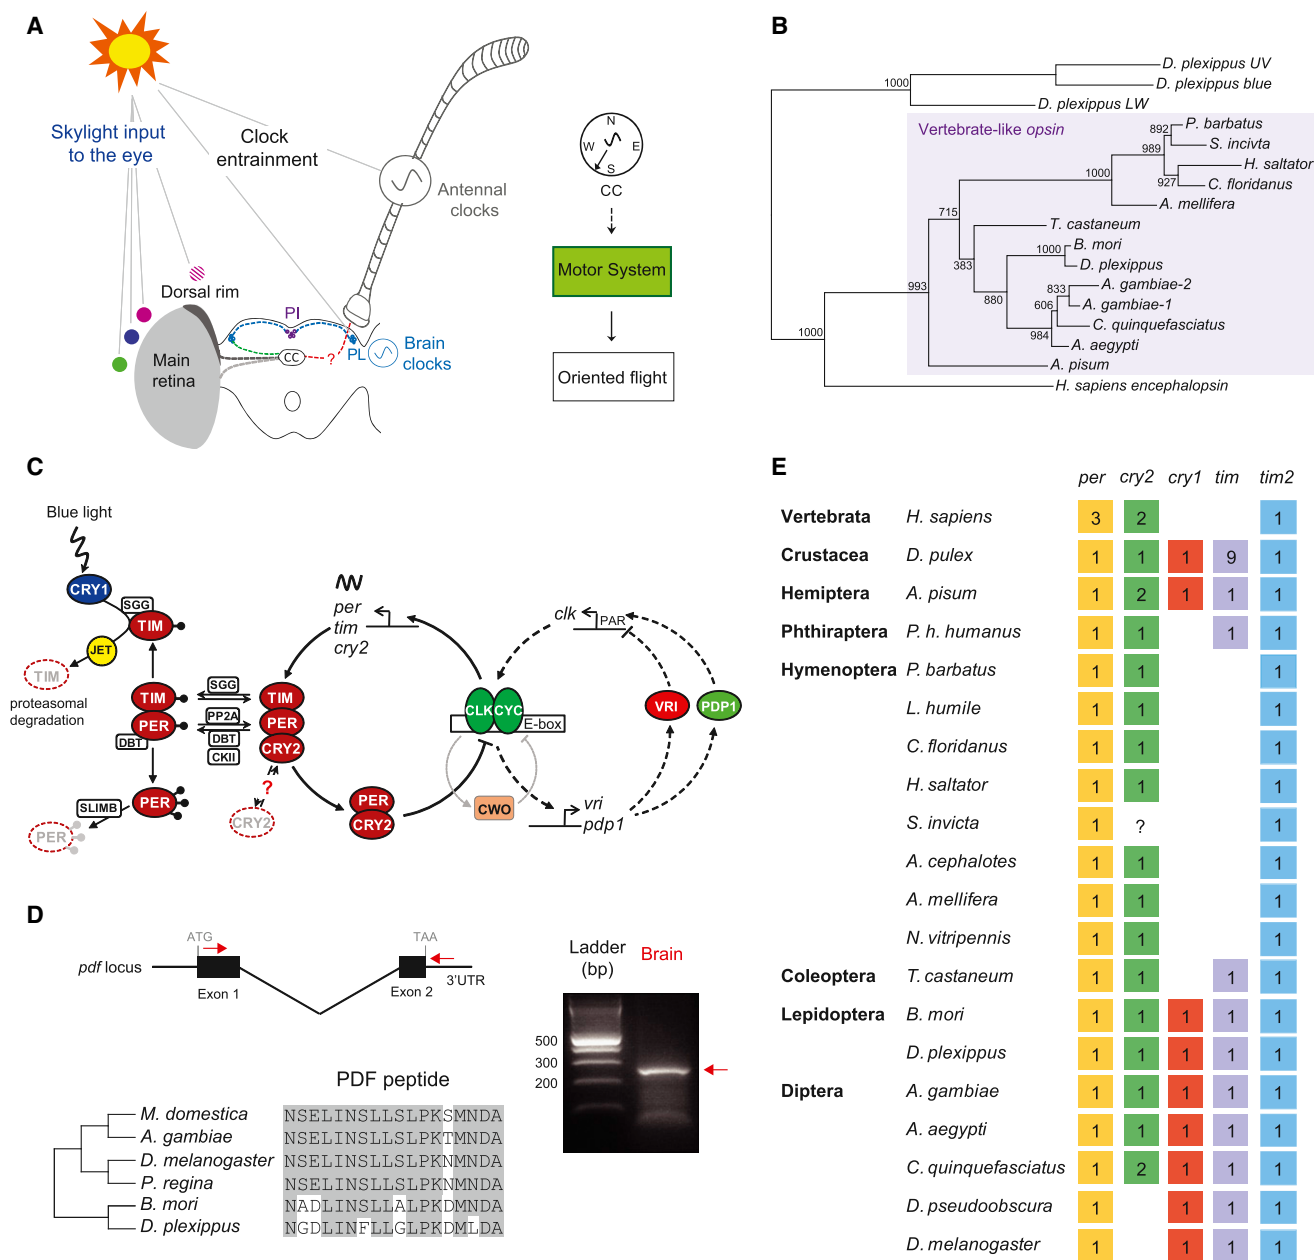 A
Skylight input
to the eye
Clock
entrainment
Antennal
clocks
Dorsal rim
Main
retina
PI
CC
?
PL
Brain
clocks
N
W
E
S
CC
Motor System
Oriented flight
B
1000
D. plexippus UV
D. plexippus blue
D. plexippus LW
Vertebrate-like opsin
892
P. barbatus
S. incivta
989
H. saltator
927
C. floridanus
1000
A. mellifera
715
T. castaneum
383
1000
B. mori
D. plexippus
880
833
A. gambiae-2
606
A. gambiae-1
C. quinquefasciatus
984
A. aegypti
993
A. pisum
1000
H. sapiens encephalopsin
C
Blue light
CRY1
SGG
TIM
JET
TIM
proteasomal
degradation
TIM
PER
DBT
SGG
PP2A
DBT
CKII
TIM
PER
CRY2
?
CRY2
SLIMB
PER
PER
PER
CRY2
per
tim
cry2
CLK
CYC
E-box
CWO
clk
PAR
VRI
PDP1
vri
pdp1
D
ATG
TAA
pdf locus
Exon 1
Exon 2
3'UTR
Ladder
(bp)
Brain
500
300
200
PDF peptide
M. domestica NSELINSLLSLPKSMNDA
A. gambiae NSELINSLLSLPKTMNDA
D. melanogaster NSELINSLLSLPKNMNDA
P. regina NSELINSLLSLPKNMNDA
B. mori NADLINSLLALPKDMNDA
D. plexippus NGDLINFLLGLPKDMLDA
E
per cry2 cry1 tim tim2
Vertebrata H. sapiens 3 2 1
Crustacea D. pulex 1 1 1 9 1
Hemiptera A. pisum 1 2 1 1 1
Phthiraptera P. h. humanus 1 1 1 1
Hymenoptera P. barbatus 1 1 1
L. humile 1 1 1
C. floridanus 1 1 1
H. saltator 1 1 1
S. invicta 1 ? 1
A. cephalotes 1 1 1
A. mellifera 1 1 1
N. vitripennis 1 1 1
Coleoptera T. castaneum 1 1 1 1
Lepidoptera B. mori 1 1 1 1 1
D. plexippus 1 1 1 1 1
Diptera A. gambiae 1 1 1 1 1
A. aegypti 1 1 1 1 1
C. quinquefasciatus 1 2 1 1 1
D. pseudoobscura 1 1 1 1
D. melanogaster 1 1 1 1